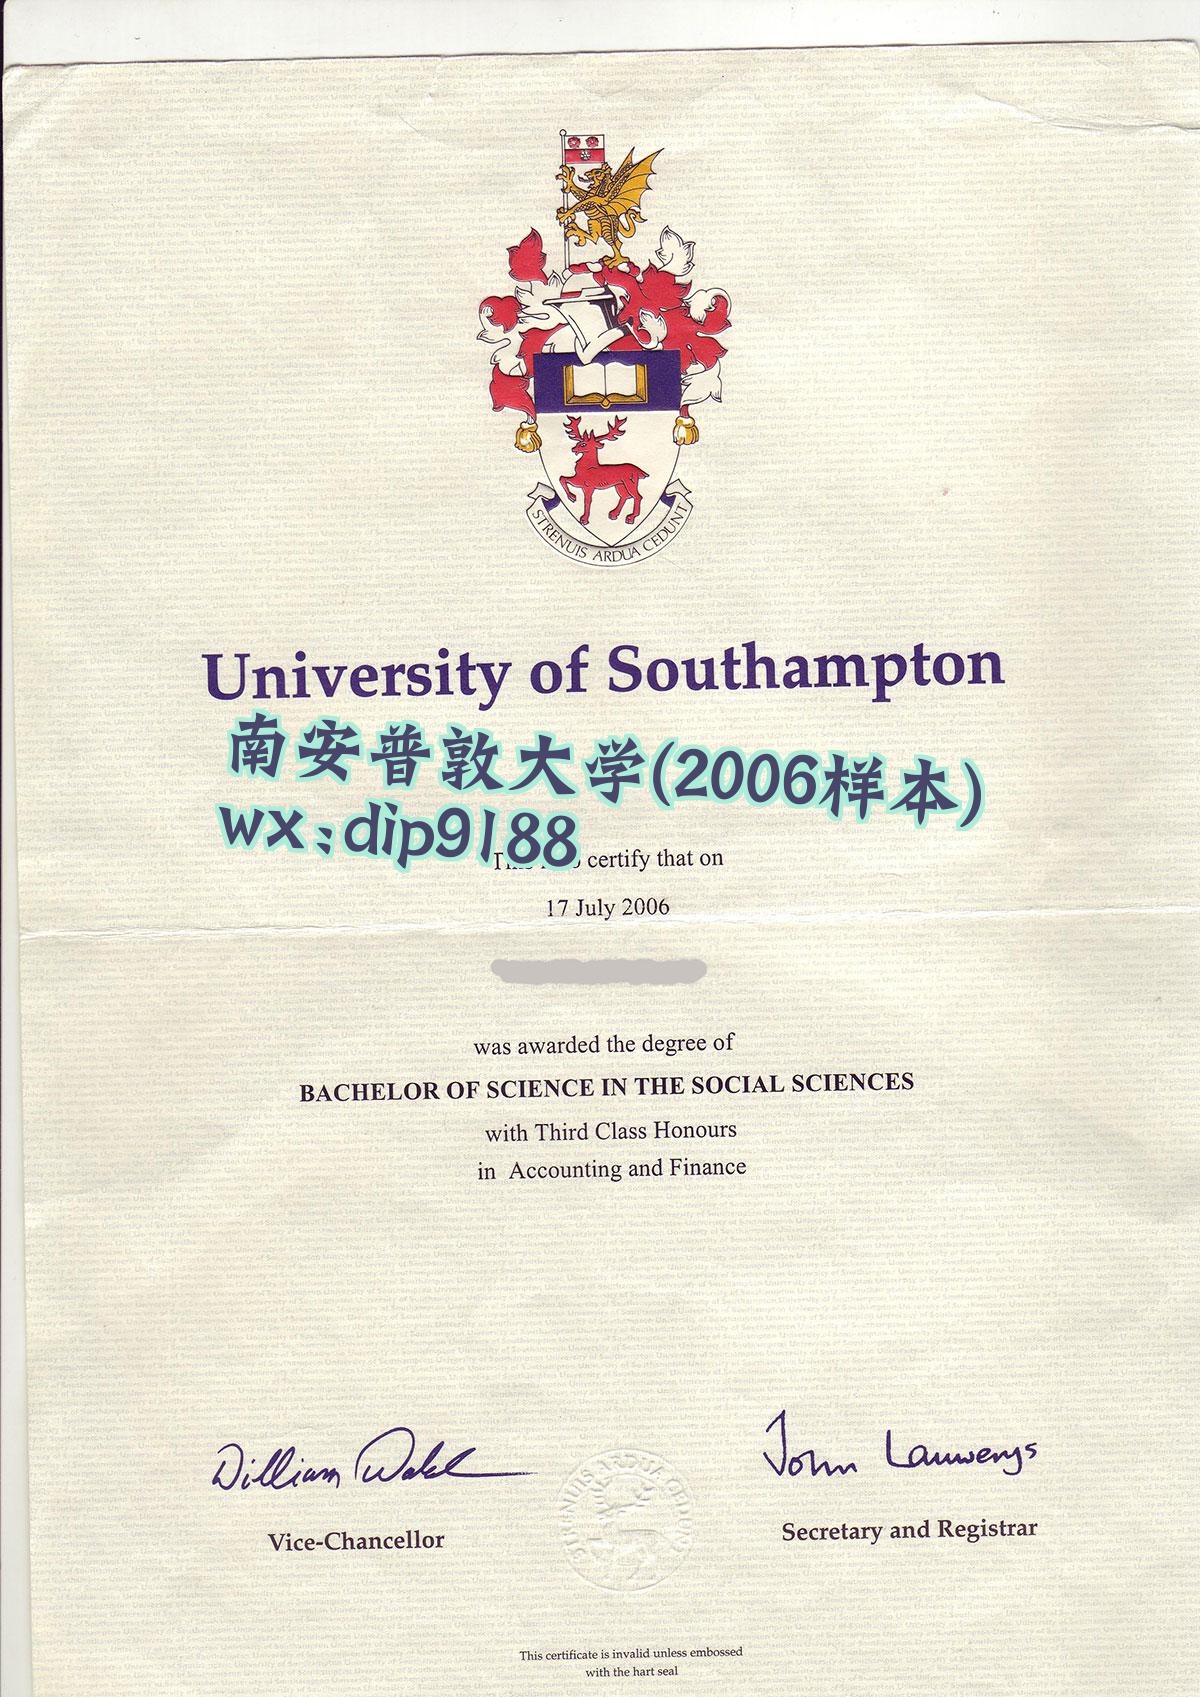 STRENUIS ARDUA CEDUNT
University of Southampton
南安普敦大学(2006样本)
wx:dip9188
certify that on
17 July 2006
was awarded the degree of
BACHELOR OF SCIENCE IN THE SOCIAL SCIENCES
with Third Class Honours
in Accounting and Finance
John Lauwerys
Vice-Chancellor
Secretary and Registrar
STRENUIS ARDUA CEDUNT
This certificate is invalid unless embossed
with the hart seal